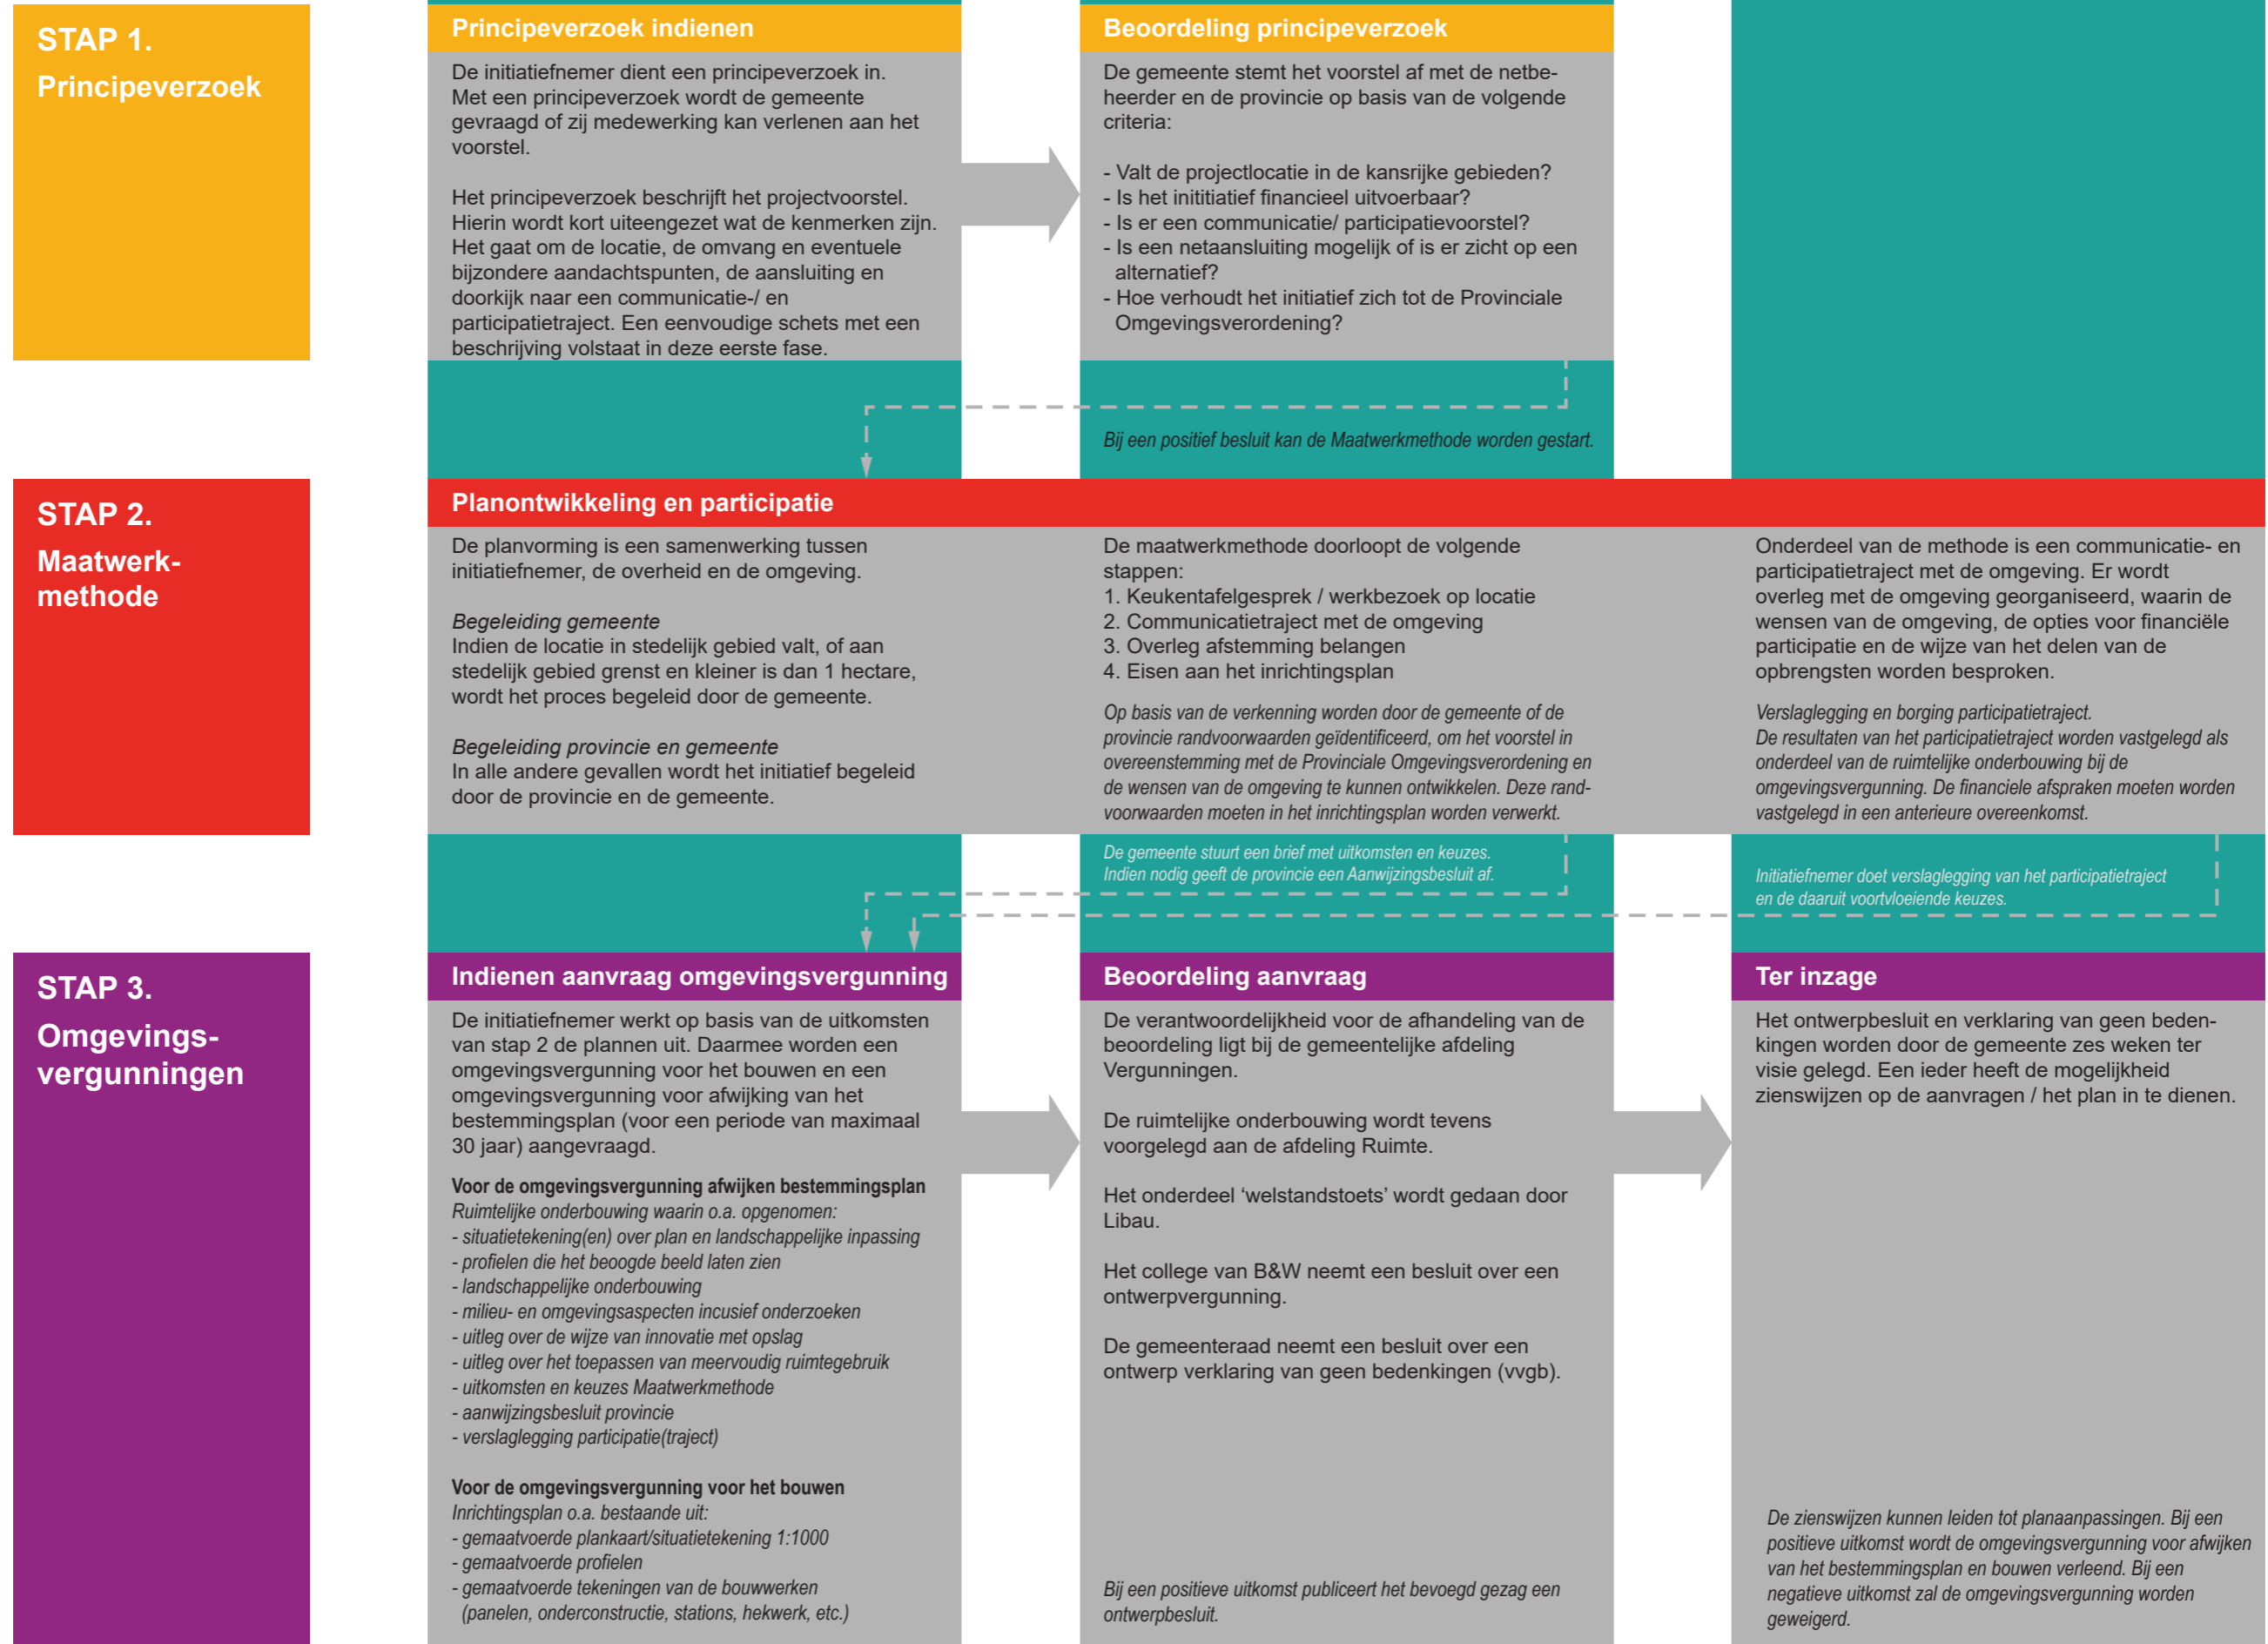 STAP 1.
Principeverzoek
Principeverzoek indienen
De initiatiefnemer dient een principeverzoek in.
Met een principeverzoek wordt de gemeente
gevraagd of zij medewerking kan verlenen aan het
voorstel.
Het principeverzoek beschrijft het projectvoorstel.
Hierin wordt kort uiteengezet wat de kenmerken zijn.
Het gaat om de locatie, de omvang en eventuele
bijzondere aandachtspunten, de aansluiting en
doorkijk naar een communicatie-/ en
participatietraject. Een eenvoudige schets met een
beschrijving volstaat in deze eerste fase.
Beoordeling principeverzoek
De gemeente stemt het voorstel af met de netbe-
heerder en de provincie op basis van de volgende
criteria:
- Valt de projectlocatie in de kansrijke gebieden?
- Is het inititiatief financieel uitvoerbaar?
- Is er een communicatie/ participatievoorstel?
- Is een netaansluiting mogelijk of is er zicht op een
alternatief?
- Hoe verhoudt het initiatief zich tot de Provinciale
Omgevingsverordening?
Bij een positief besluit kan de Maatwerkmethode worden gestart.
STAP 2.
Maatwerk-
methode
Planontwikkeling en participatie
De planvorming is een samenwerking tussen
initiatiefnemer, de overheid en de omgeving.
Begeleiding gemeente
Indien de locatie in stedelijk gebied valt, of aan
stedelijk gebied grenst en kleiner is dan 1 hectare,
wordt het proces begeleid door de gemeente.
Begeleiding provincie en gemeente
In alle andere gevallen wordt het initiatief begeleid
door de provincie en de gemeente.
De maatwerkmethode doorloopt de volgende
stappen:
1. Keukentafelgesprek / werkbezoek op locatie
2. Communicatietraject met de omgeving
3. Overleg afstemming belangen
4. Eisen aan het inrichtingsplan
Op basis van de verkenning worden door de gemeente of de
provincie randvoorwaarden geïdentificeerd, om het voorstel in
overeenstemming met de Provinciale Omgevingsverordening en
de wensen van de omgeving te kunnen ontwikkelen. Deze rand-
voorwaarden moeten in het inrichtingsplan worden verwerkt.
Onderdeel van de methode is een communicatie- en
participatietraject met de omgeving. Er wordt
overleg met de omgeving georganiseerd, waarin de
wensen van de omgeving, de opties voor financiële
participatie en de wijze van het delen van de
opbrengsten worden besproken.
Verslaglegging en borging participatietraject.
De resultaten van het participatietraject worden vastgelegd als
onderdeel van de ruimtelijke onderbouwing bij de
omgevingsvergunning. De financiele afspraken moeten worden
vastgelegd in een anterieure overeenkomst.
De gemeente stuurt een brief met uitkomsten en keuzes.
Indien nodig geeft de provincie een Aanwijzingsbesluit af.
Initiatiefnemer doet verslaglegging van het participatietraject
en de daaruit voortvloeiende keuzes.
STAP 3.
Omgevings-
vergunningen
Indienen aanvraag omgevingsvergunning
De initiatiefnemer werkt op basis van de uitkomsten
van stap 2 de plannen uit. Daarmee worden een
omgevingsvergunning voor het bouwen en een
omgevingsvergunning voor afwijking van het
bestemmingsplan (voor een periode van maximaal
30 jaar) aangevraagd.
Voor de omgevingsvergunning afwijken bestemmingsplan
Ruimtelijke onderbouwing waarin o.a. opgenomen:
- situatietekening(en) over plan en landschappelijke inpassing
- profielen die het beoogde beeld laten zien
- landschappelijke onderbouwing
- milieu- en omgevingsaspecten incusief onderzoeken
- uitleg over de wijze van innovatie met opslag
- uitleg over het toepassen van meervoudig ruimtegebruik
- uitkomsten en keuzes Maatwerkmethode
- aanwijzingsbesluit provincie
- verslaglegging participatie(traject)
Voor de omgevingsvergunning voor het bouwen
Inrichtingsplan o.a. bestaande uit:
- gemaatvoerde plankaart/situatietekening 1:1000
- gemaatvoerde profielen
- gemaatvoerde tekeningen van de bouwwerken
(panelen, onderconstructie, stations, hekwerk, etc.)
Beoordeling aanvraag
De verantwoordelijkheid voor de afhandeling van de
beoordeling ligt bij de gemeentelijke afdeling
Vergunningen.
De ruimtelijke onderbouwing wordt tevens
voorgelegd aan de afdeling Ruimte.
Het onderdeel ‘welstandstoets’ wordt gedaan door
Libau.
Het college van B&W neemt een besluit over een
ontwerpvergunning.
De gemeenteraad neemt een besluit over een
ontwerp verklaring van geen bedenkingen (vvgb).
Bij een positieve uitkomst publiceert het bevoegd gezag een
ontwerpbesluit.
Ter inzage
Het ontwerpbesluit en verklaring van geen beden-
kingen worden door de gemeente zes weken ter
visie gelegd. Een ieder heeft de mogelijkheid
zienswijzen op de aanvragen / het plan in te dienen.
De zienswijzen kunnen leiden tot planaanpassingen. Bij een
positieve uitkomst wordt de omgevingsvergunning voor afwijken
van het bestemmingsplan en bouwen verleend. Bij een
negatieve uitkomst zal de omgevingsvergunning worden
geweigerd.